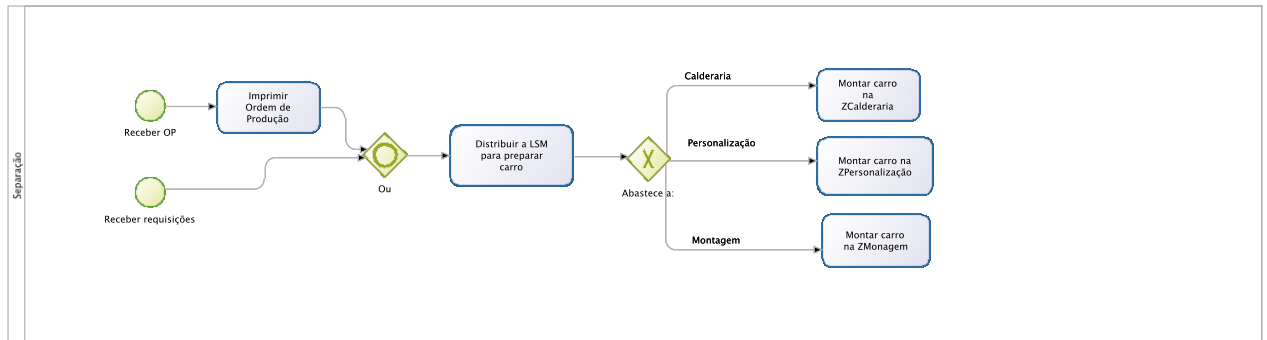 Separação
Receber OP
Imprimir
Ordem de
Produção
Receber requisições
Ou
Distribuir a LSM
para preparar
carro
Abastece a:
Calderaria
Montar carro
na
ZCalderaria
Personalização
Montar carro na
ZPersonalização
Montagem
Montar carro
na ZMonagem